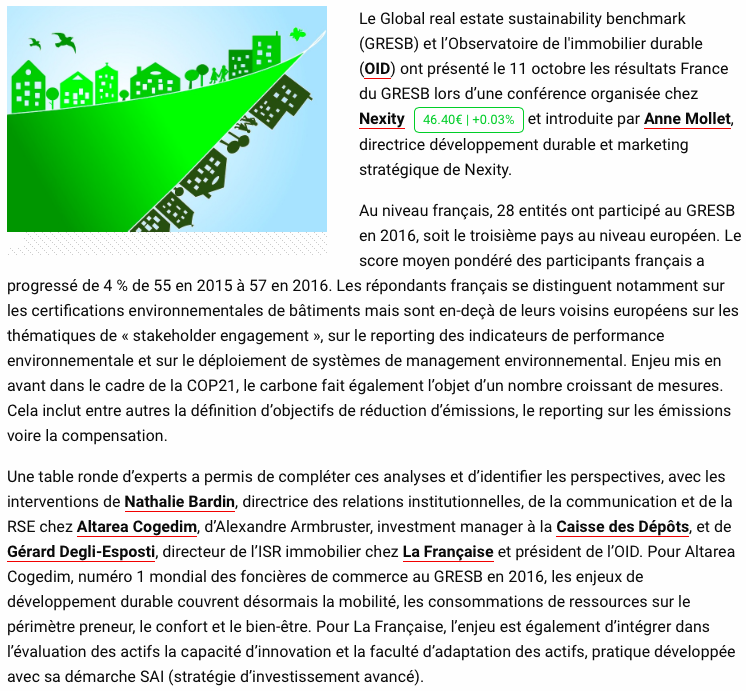 Le Global real estate sustainability benchmark
(GRESB) et l'Observatoire de l'immobilier durable
(OID) ont présenté le 11 octobre les résultats France
du GRESB lors d'une conférence organisée chez
Nexity 46.40€ | +0.03% et introduite par Anne Mollet,
directrice développement durable et marketing
stratégique de Nexity.
Au niveau français, 28 entités ont participé au GRESB
en 2016, soit le troisième pays au niveau européen. Le
score moyen pondéré des participants français a
progressé de 4 % de 55 en 2015 à 57 en 2016. Les répondants français se distinguent notamment sur
les certifications environnementales de bâtiments mais sont en-deçà de leurs voisins européens sur les
thématiques de « stakeholder engagement », sur le reporting des indicateurs de performance
environnementale et sur le déploiement de systèmes de management environnemental. Enjeu mis en
avant dans le cadre de la COP21, le carbone fait également l'objet d'un nombre croissant de mesures.
Cela inclut entre autres la définition d'objectifs de réduction d'émissions, le reporting sur les émissions
voire la compensation.
Une table ronde d'experts a permis de compléter ces analyses et d'identifier les perspectives, avec les
interventions de Nathalie Bardin, directrice des relations institutionnelles, de la communication et de la
RSE chez Altarea Cogedim, d'Alexandre Armbruster, investment manager à la Caisse des Dépôts, et de
Gérard Degli-Esposti, directeur de l'ISR immobilier chez La Française et président de l'OID. Pour Altarea
Cogedim, numéro 1 mondial des foncières de commerce au GRESB en 2016, les enjeux de
développement durable couvrent désormais la mobilité, les consommations de ressources sur le
périmètre preneur, le confort et le bien-être. Pour La Française, l'enjeu est également d'intégrer dans
l'évaluation des actifs la capacité d'innovation et la faculté d'adaptation des actifs, pratique développée
avec sa démarche SAI (stratégie d'investissement avancé).